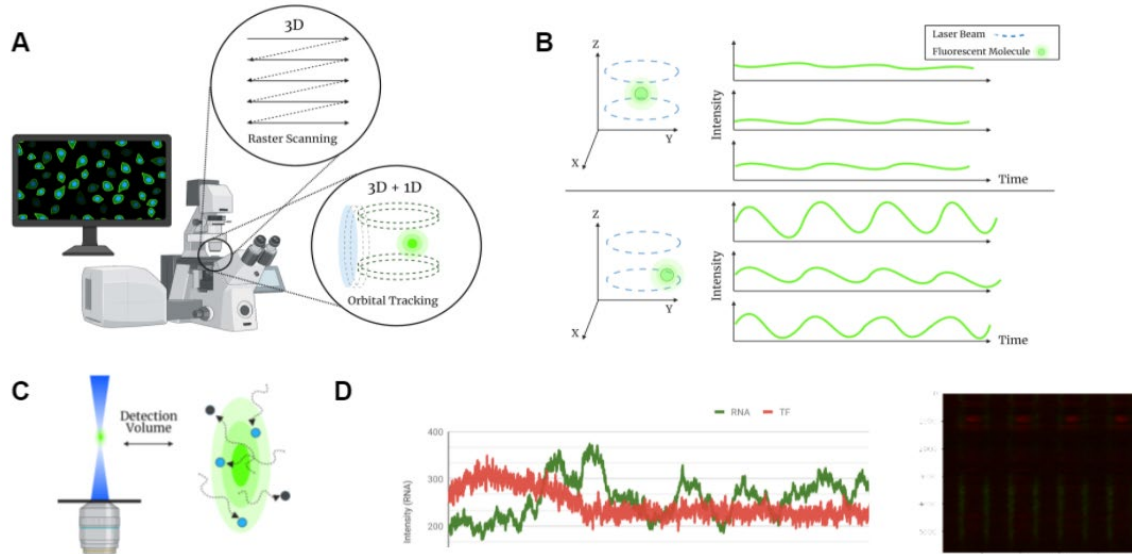 A
3D
Raster Scanning
3D + 1D
Orbital Tracking
B
Laser Beam
Fluorescent Molecule
Z
Y
X
Intensity
Time
Z
Y
X
Intensity
Time
C
Detection
Volume
D
RNA
TF
Intensity (RNA)
400
300
200